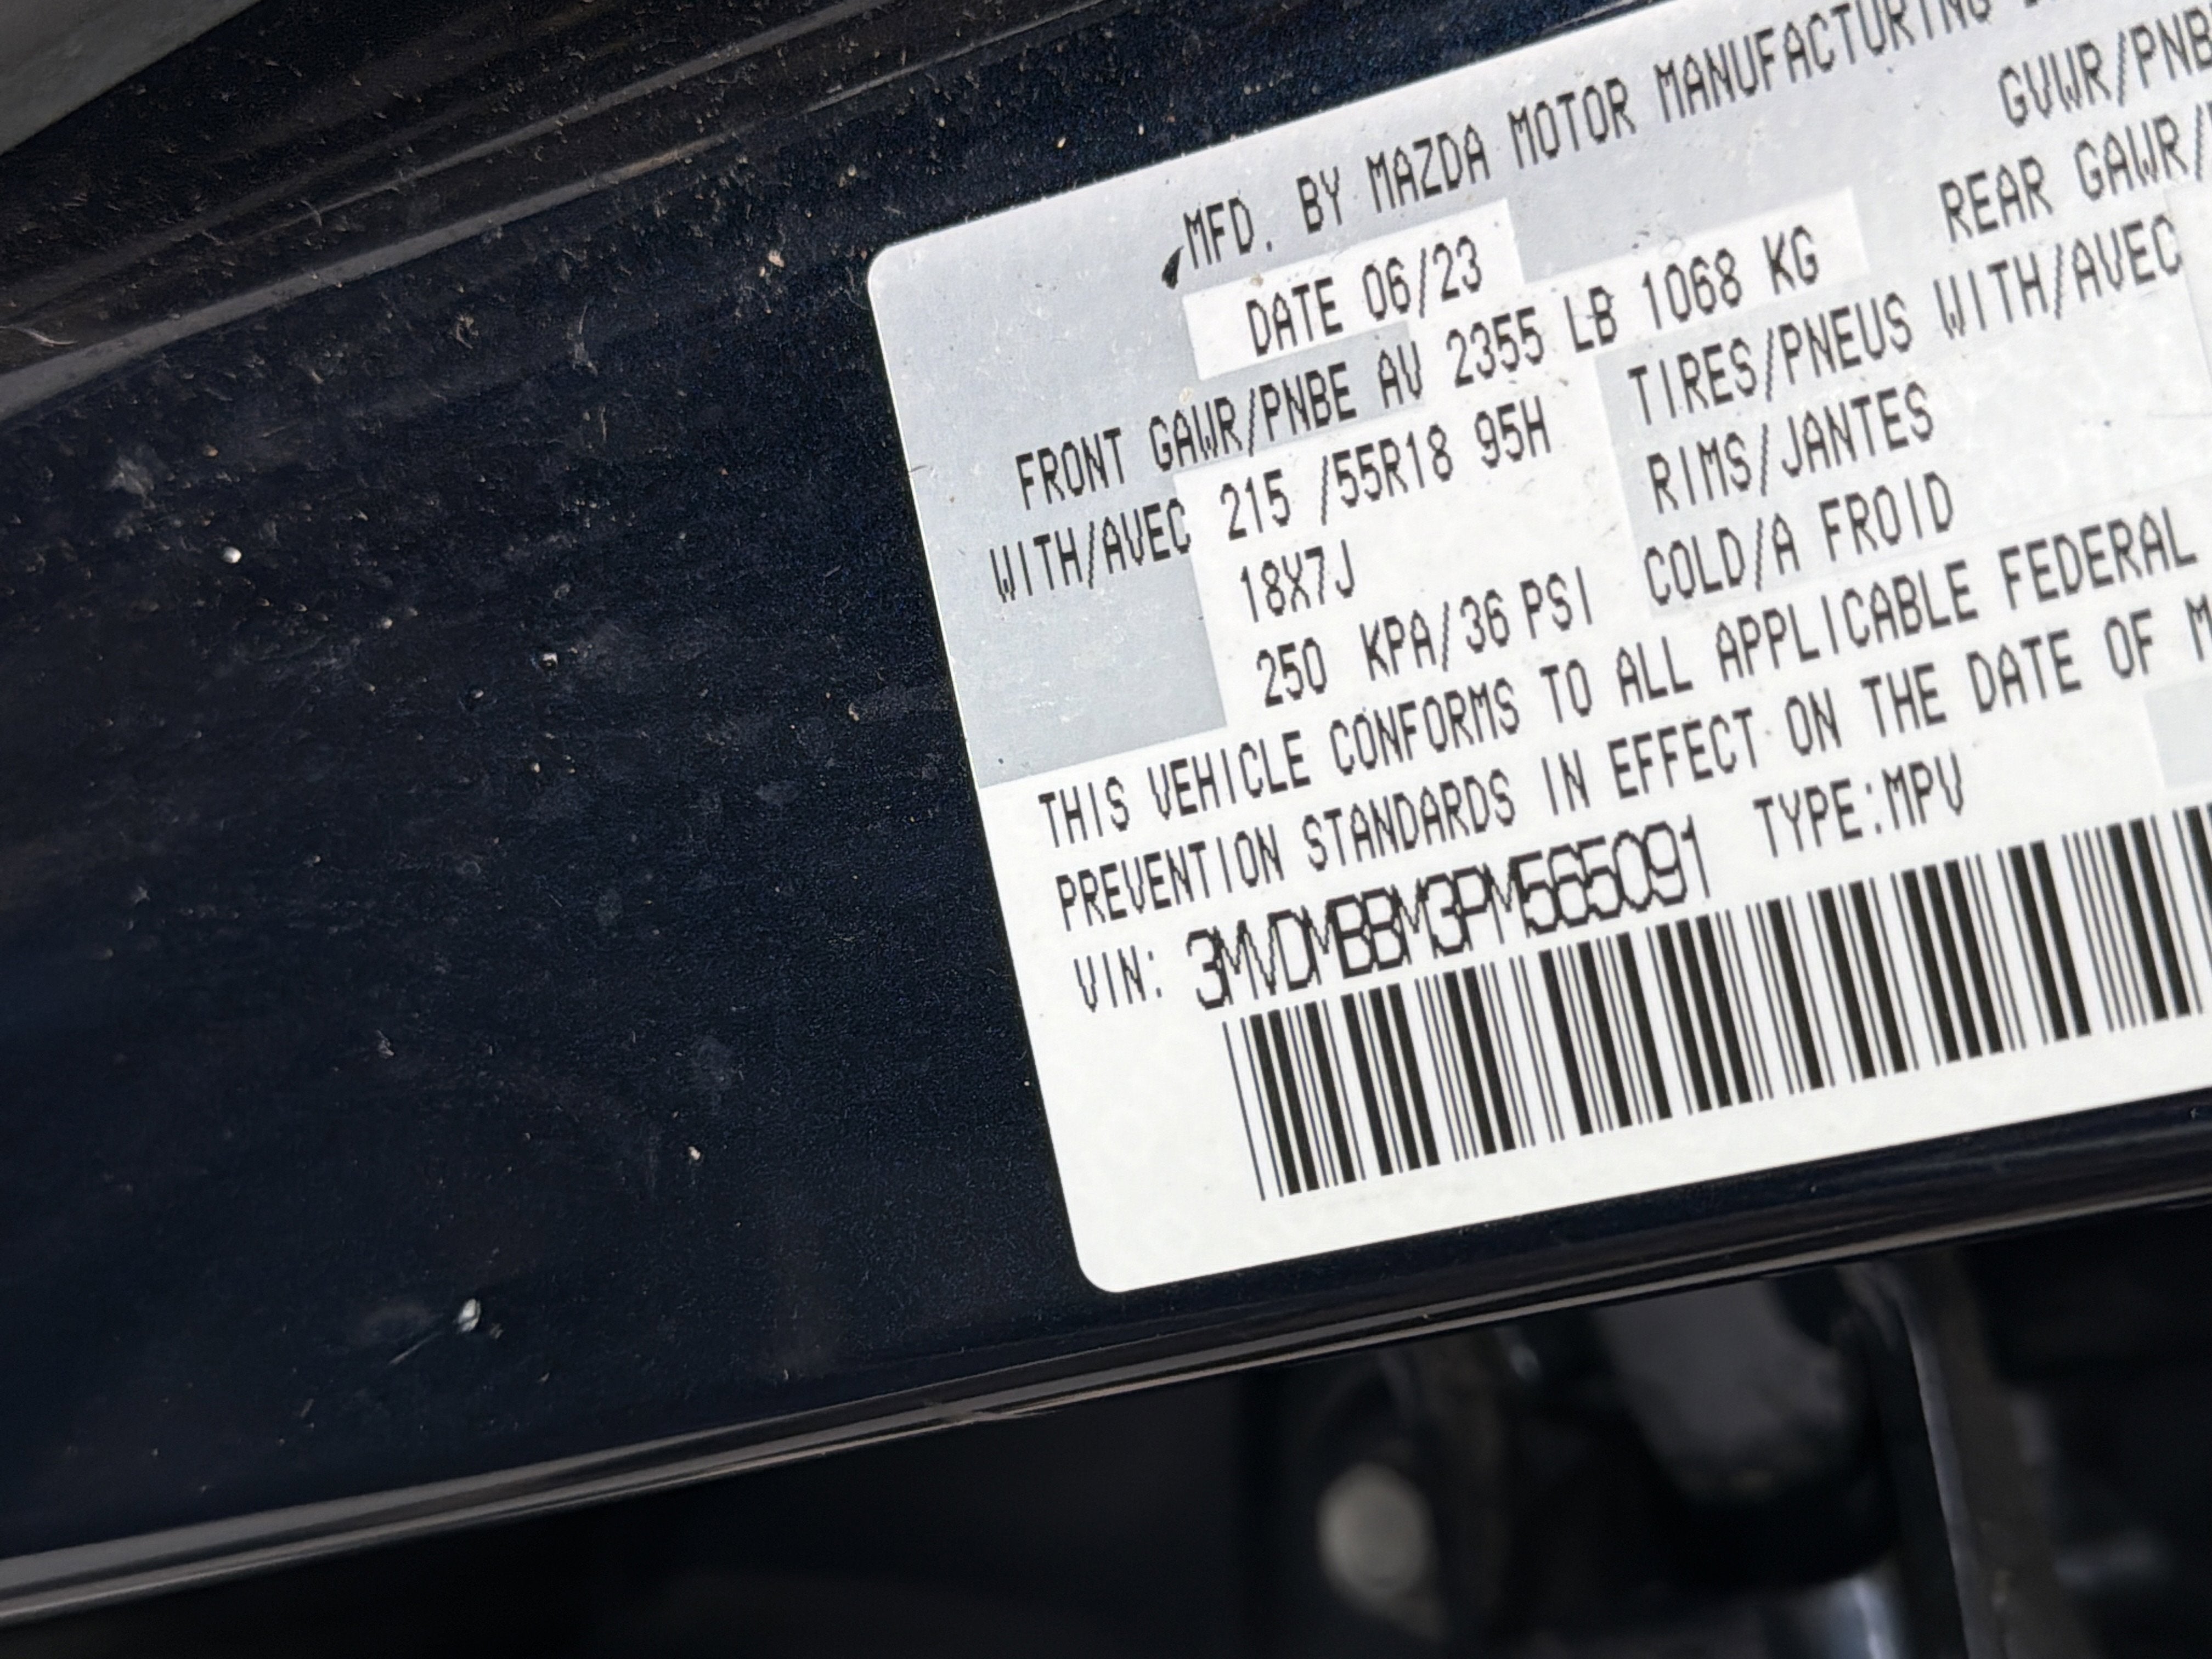 MFD. BY MAZDA MOTOR MANUFACTURING
DATE 06/23 GVWR/PNB
FRONT GAWR/PNBE AV 2355 LB 1068 KG REAR GAWR/
WITH/AVEC 215 /55R18 95H TIRES/PNEUS WITH/AVEC
18X7J RIMS/JANTES
250 KPA/36 PSI COLD/A FROID
THIS VEHICLE CONFORMS TO ALL APPLICABLE FEDERAL
PREVENTION STANDARDS IN EFFECT ON THE DATE OF M
VIN: 3MVDMBBM3PM565091 TYPE:MPV